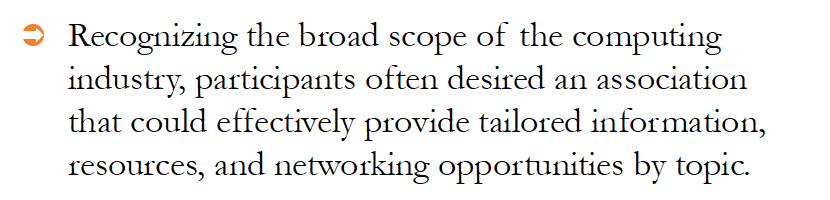 ➲ Recognizing the broad scope of the computing
industry, participants often desired an association
that could effectively provide tailored information,
resources, and networking opportunities by topic.